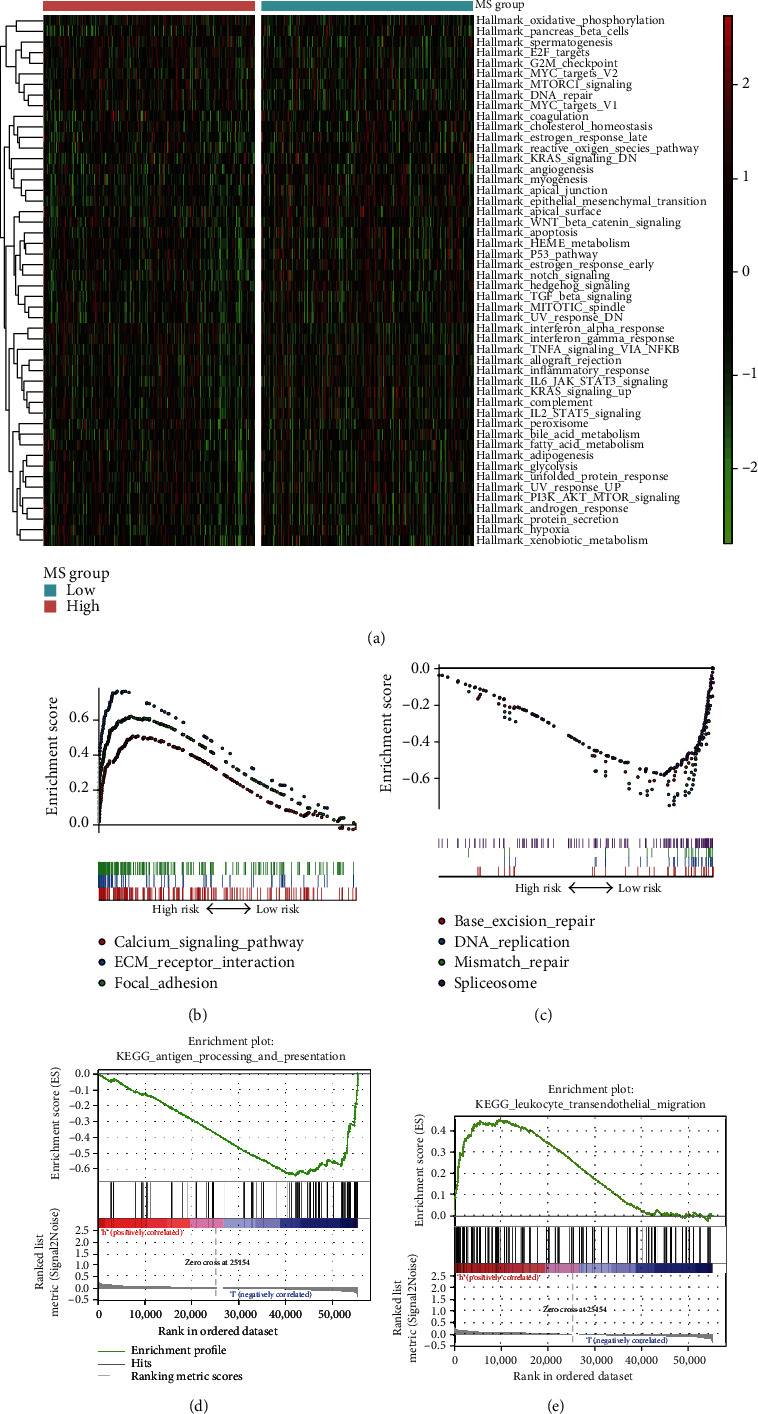 MS group
Hallmark_oxidative_phosphorylation
Hallmark_pancreas_beta_cells
Hallmark_spermatogenesis
Hallmark_E2F_targets
Hallmark_G2M_checkpoint
Hallmark_MYC_targets_V2
Hallmark_MTORC1_signaling
Hallmark_DNA_repair
Hallmark_MYC_targets_V1
Hallmark_coagulation
Hallmark_cholesterol_homeostasis
Hallmark_estrogen_response_late
Hallmark_reactive_oxigen_species_pathway
Hallmark_KRAS_signaling_DN
Hallmark_angiogenesis
Hallmark_myogenesis
Hallmark_apical_junction
Hallmark_epithelial_mesenchymal_transition
Hallmark_apical_surface
Hallmark_WNT_beta_catenin_signaling
Hallmark_apoptosis
Hallmark_HEME_metabolism
Hallmark_P53_pathway
Hallmark_estrogen_response_early
Hallmark_notch_signaling
Hallmark_hedgehog_signaling
Hallmark_TGF_beta_signaling
Hallmark_MITOTIC_spindle
Hallmark_UV_response_DN
Hallmark_interferon_alpha_response
Hallmark_interferon_gamma_response
Hallmark_TNFA_signaling_VIA_NFKB
Hallmark_allograft_rejection
Hallmark_inflammatory_response
Hallmark_IL6_JAK_STAT3_signaling
Hallmark_KRAS_signaling_up
Hallmark_complement
Hallmark_IL2_STAT5_signaling
Hallmark_peroxisome
Hallmark_bile_acid_metabolism
Hallmark_fatty_acid_metabolism
Hallmark_adipogenesis
Hallmark_glycolysis
Hallmark_unfolded_protein_response
Hallmark_UV_response_UP
Hallmark_PI3K_AKT_MTOR_signaling
Hallmark_androgen_response
Hallmark_protein_secretion
Hallmark_hypoxia
Hallmark_xenobiotic_metabolism
2
1
0
−1
−2
MS group
Low
High
(a)
Enrichment score
0.6
0.4
0.2
0.0
High risk
Low risk
Calcium_signaling_pathway
ECM_receptor_interaction
Focal_adhesion
(b)
Enrichment score
0.0
−0.2
−0.4
−0.6
High risk
Low risk
Base_excision_repair
DNA_replication
Mismatch_repair
Spliceosome
(c)
Enrichment plot:
KEGG_antigen_processing_and_presentation
Enrichment score (ES)
0.0
−0.1
−0.2
−0.3
−0.4
−0.5
−0.6
'h' (positively correlated)
Ranked list
metric (Signal2Noise)
2.5
2.0
1.5
1.0
0.5
0.0
−0.5
Zero cross at 25154
'l' (negatively correlated)
0 10,000 20,000 30,000 40,000 50,000
Rank in ordered dataset
Enrichment profile
Hits
Ranking metric scores
(d)
Enrichment plot:
KEGG_leukocyte_transendothelial_migration
Enrichment score (ES)
0.4
0.3
0.2
0.1
0.0
'h' (positively correlated)
Ranked list
metric (Signal2Noise)
2.5
2.0
1.5
1.0
0.5
0.0
−0.5
Zero cross at 25154
'l' (negatively correlated)
0 10,000 20,000 30,000 40,000 50,000
Rank in ordered dataset
(e)